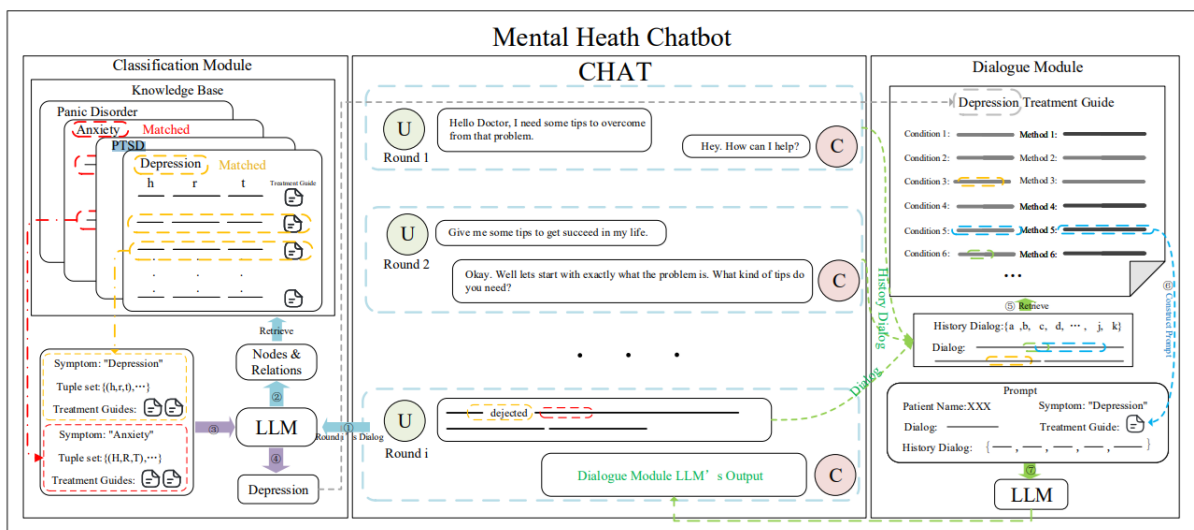 Mental Heath Chatbot
Classification Module
Knowledge Base
Panic Disorder
Anxiety Matched
PTSD
Depression Matched
h r t Treatment Guide
Retrieve
Nodes &
Relations
②
Symptom: "Depression"
Tuple set:{(h,r,t),⋯}
Treatment Guides:
Symptom: "Anxiety"
Tuple set:{(H,R,T),⋯}
Treatment Guides:
③
LLM
①
④
Depression
CHAT
U
Round 1
Hello Doctor, I need some tips to overcome
from that problem.
Hey. How can I help?
C
U
Round 2
Give me some tips to get succeed in my life.
Okay. Well lets start with exactly what the problem is. What kind of tips do
you need?
C
• • •
U
Round i
dejected
Dialogue Module LLM's Output
C
History Dialog
Dialog
Dialogue Module
Depression Treatment Guide
Condition 1: Method 1:
Condition 2: Method 2:
Condition 3: Method 3:
Condition 4: Method 4:
Condition 5: Method 5:
Condition 6: Method 6:
•••
⑤ Retrieve
⑥ Construct Prompt
History Dialog:{a ,b, c, d, ⋯, j, k}
Dialog:
Prompt
Patient Name:XXX Symptom: "Depression"
Dialog: Treatment Guide:
History Dialog: { , , , , }
⑦
LLM